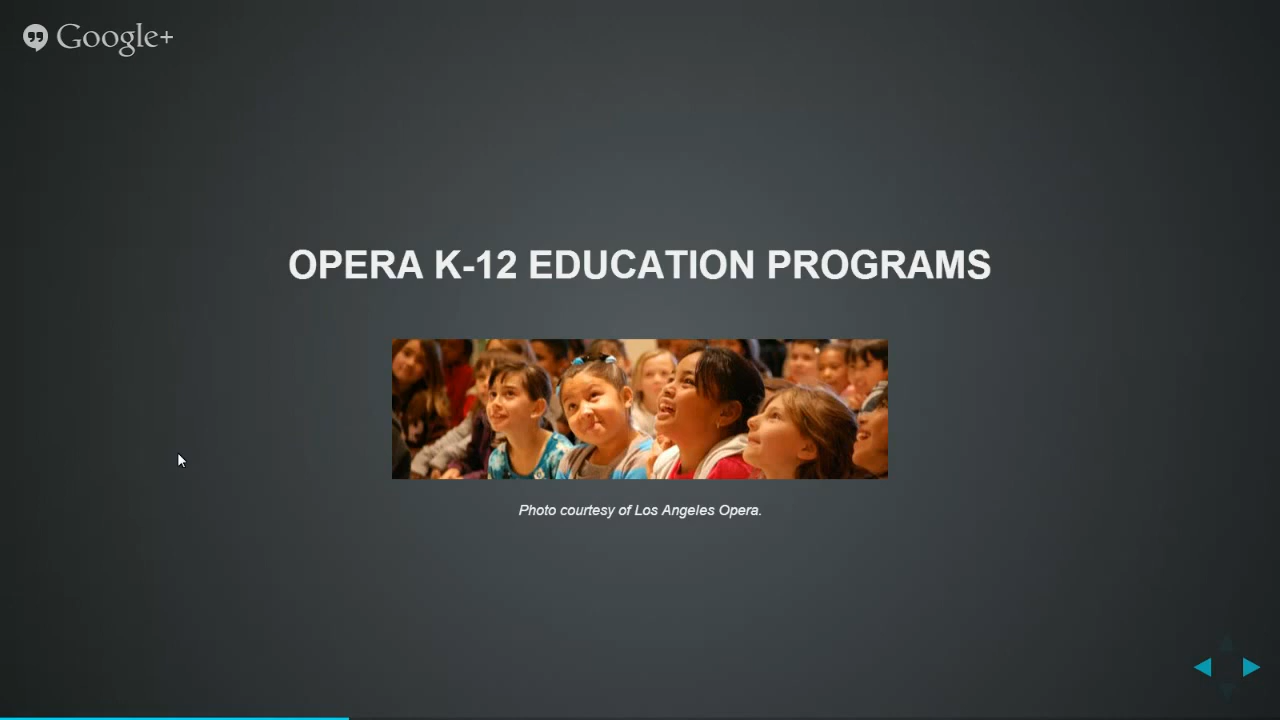 Google+
OPERA K-12 EDUCATION PROGRAMS
Photo courtesy of Los Angeles Opera.